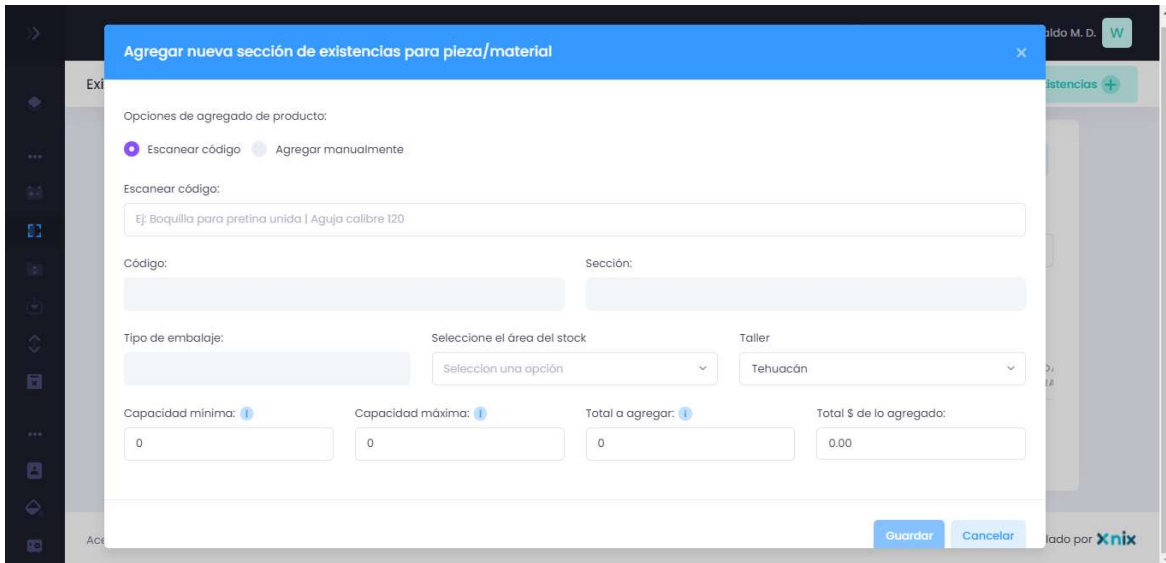 aldo M. D. W
Agregar nueva sección de existencias para pieza/material ×
Exi
istencias +
Opciones de agregado de producto:
Escanear código Agregar manualmente
Escanear código:
Ej: Boquilla para pretina unida | Aguja calibre 120
Código: Sección:
Tipo de embalaje: Seleccione el área del stock Taller
Seleccion una opción Tehuacán
Capacidad mínima: i Capacidad máxima: i Total a agregar: i Total $ de lo agregado:
0 0 0 0.00
Guardar Cancelar
Ace
lado por Xnix